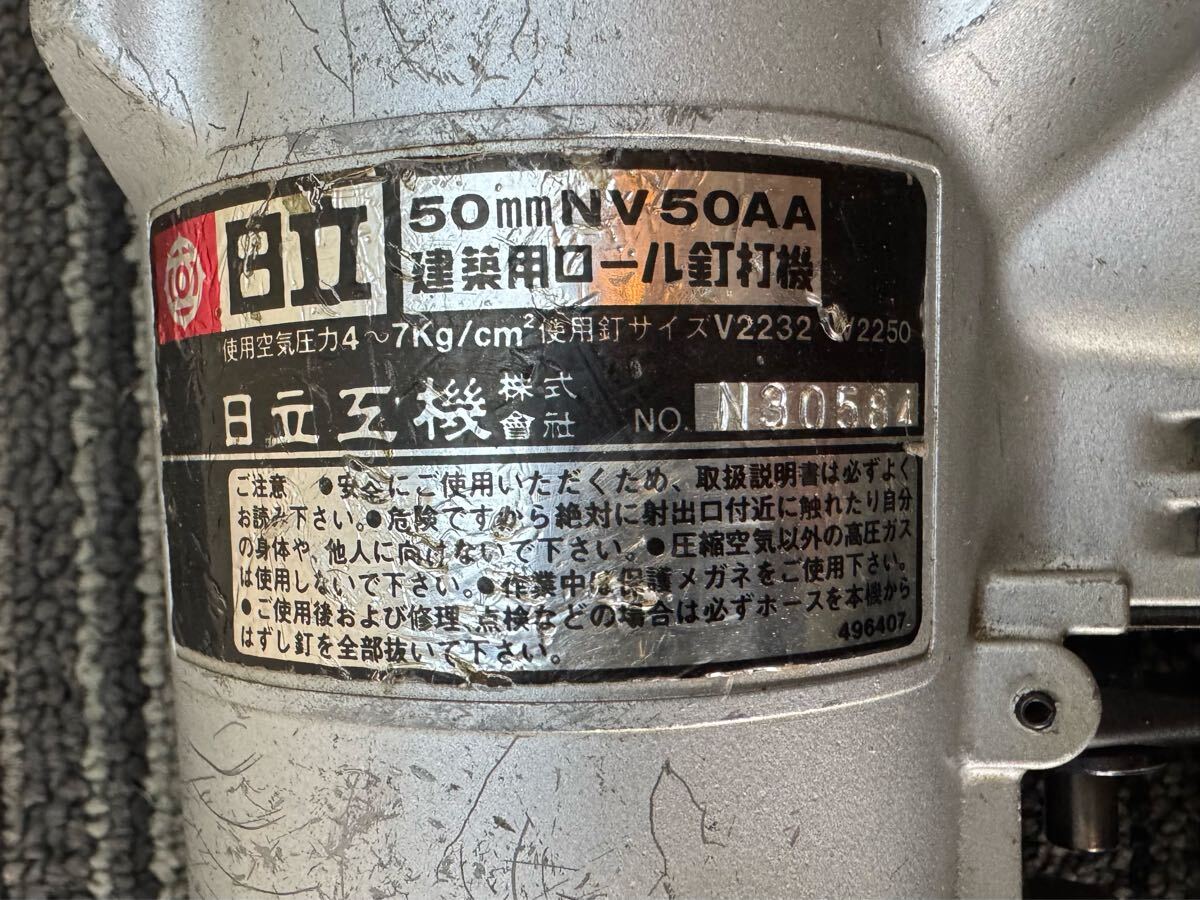 日立
50mm NV50AA
建築用ロール釘打機
使用空気圧力4〜7Kg/cm² 使用釘サイズV2232〜V2250
日立工機 株式會社 NO. N30584
ご注意 ●安全にご使用いただくため、取扱説明書は必ずよく
お読み下さい。●危険ですから絶対に射出口付近に触れたり自分
の身体や、他人に向けないで下さい。●圧縮空気以外の高圧ガス
は使用しないで下さい。●作業中は保護メガネをご使用下さい。
●ご使用後および修理、点検などの場合は必ずホースを本機から
はずし釘を全部抜いて下さい。
496407